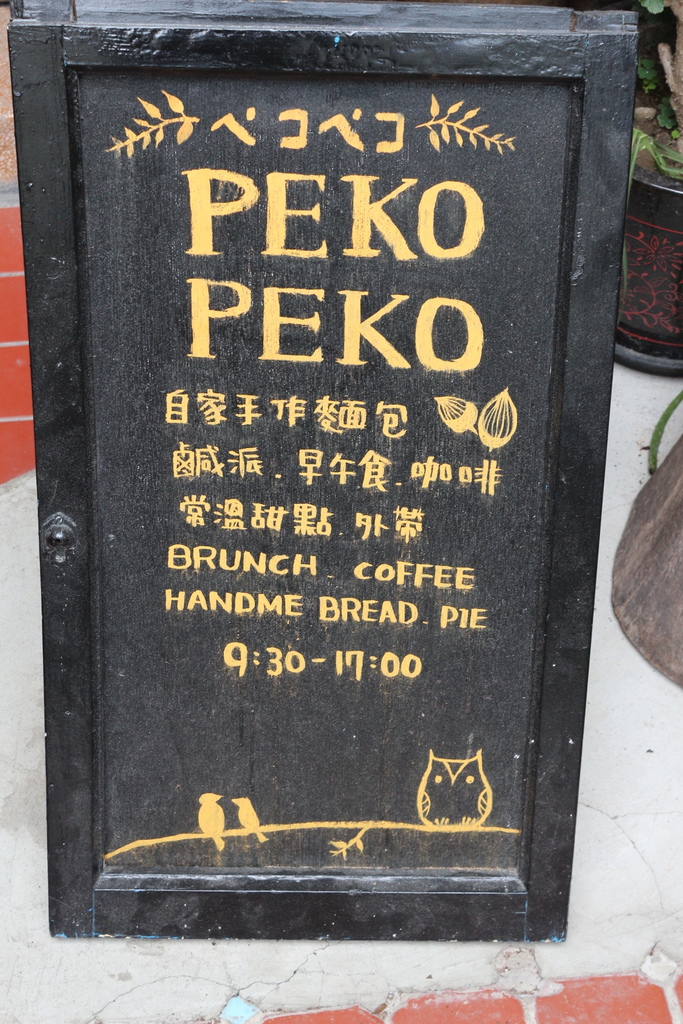 ペコペコ
PEKO
PEKO
自家手作麵包
鹹派.早午食.咖啡
常溫甜點.外帶
BRUNCH. COFFEE
HANDME BREAD. PIE
9:30-17:00